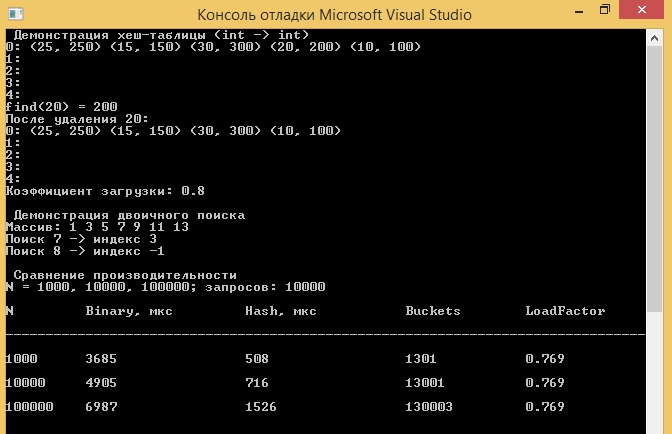 Консоль отладки Microsoft Visual Studio
Демонстрация хеш-таблицы (int -> int)
0: (25, 250) (15, 150) (30, 300) (20, 200) (10, 100)
1:
2:
3:
4:
find(20) = 200
После удаления 20:
0: (25, 250) (15, 150) (30, 300) (10, 100)
1:
2:
3:
4:
Коэффициент загрузки: 0.8
Демонстрация двоичного поиска
Массив: 1 3 5 7 9 11 13
Поиск 7 -> индекс 3
Поиск 8 -> индекс -1
Сравнение производительности
N = 1000, 10000, 100000; запросов: 10000
N Binary, мкс Hash, мкс Buckets LoadFactor
--------------------------------------------------------------------------------
1000 3685 508 1301 0.769
10000 4905 716 13001 0.769
100000 6987 1526 130003 0.769